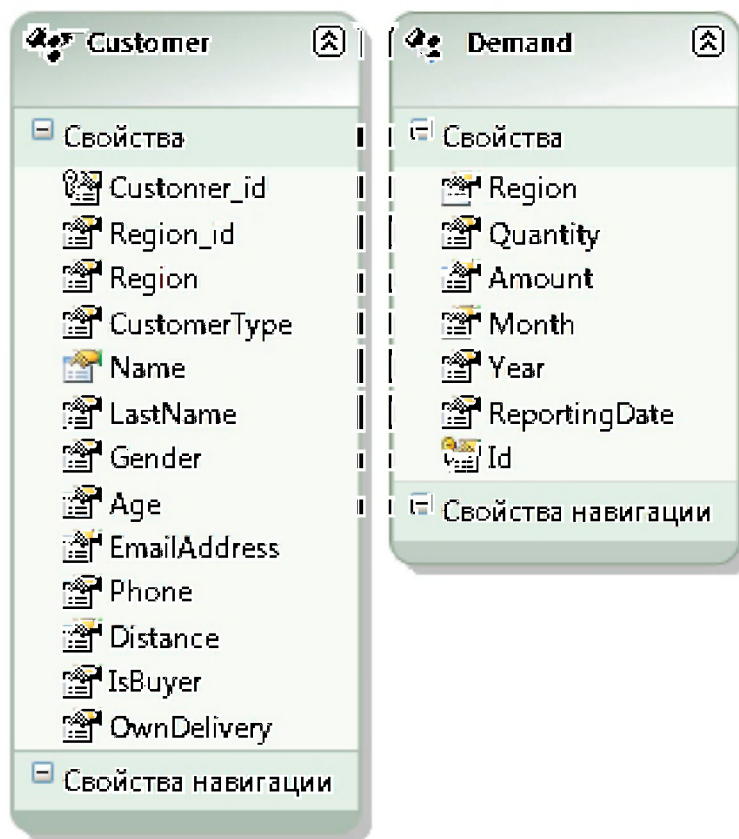 Customer
Свойства
Customer_id
Region_id
Region
CustomerType
Name
LastName
Gender
Age
EmailAddress
Phone
Distance
IsBuyer
OwnDelivery
Свойства навигации
Demand
Свойства
Region
Quantity
Amount
Month
Year
ReportingDate
Id
Свойства навигации